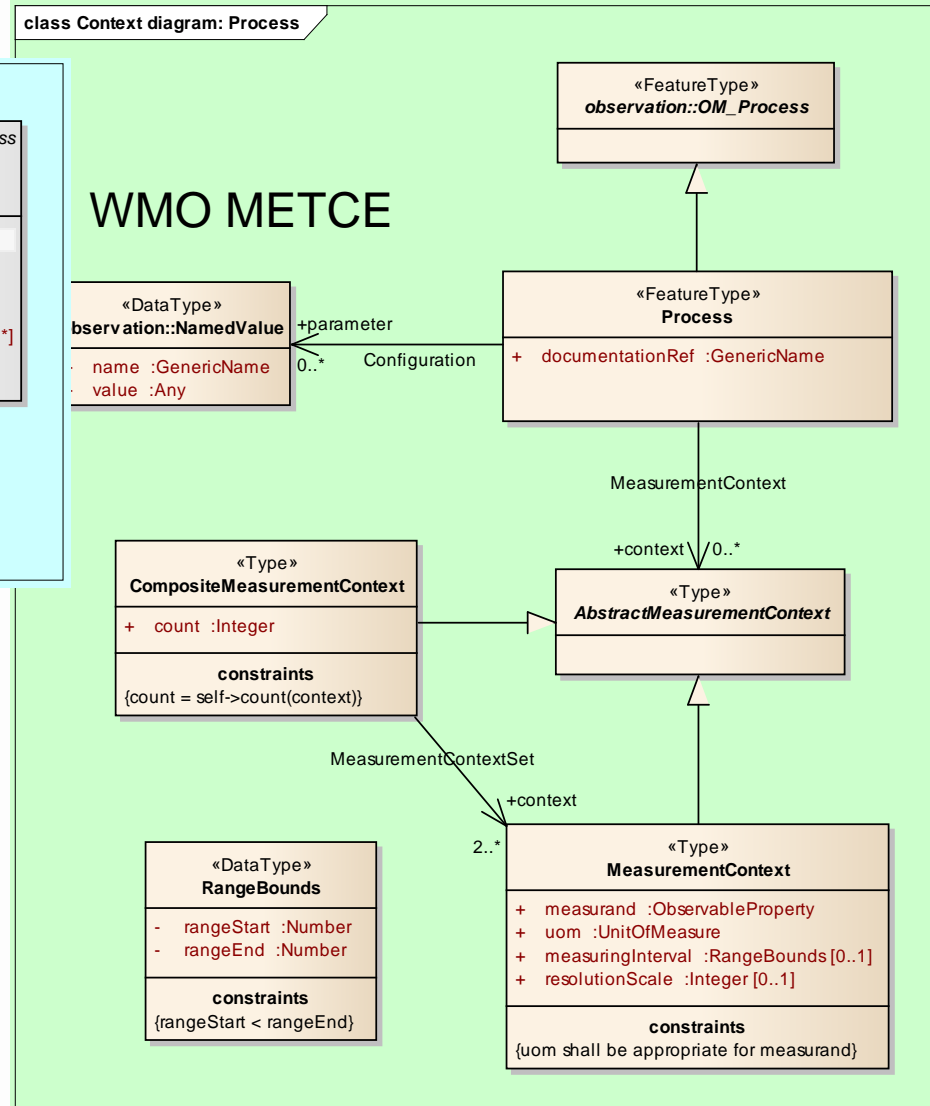 class Context diagram: Process
«FeatureType»
observation::OM_Process
ss
WMO METCE
*]
«DataType»
bservation::NamedValue
- name :GenericName
- value :Any
+parameter
0..*
Configuration
«FeatureType»
Process
+ documentationRef :GenericName
MeasurementContext
+context
0..*
«Type»
CompositeMeasurementContext
+ count :Integer
constraints
{count = self->count(context)}
«Type»
AbstractMeasurementContext
MeasurementContextSet
+context
2..*
«DataType»
RangeBounds
- rangeStart :Number
- rangeEnd :Number
constraints
{rangeStart < rangeEnd}
«Type»
MeasurementContext
+ measurand :ObservableProperty
+ uom :UnitOfMeasure
+ measuringInterval :RangeBounds [0..1]
+ resolutionScale :Integer [0..1]
constraints
{uom shall be appropriate for measurand}